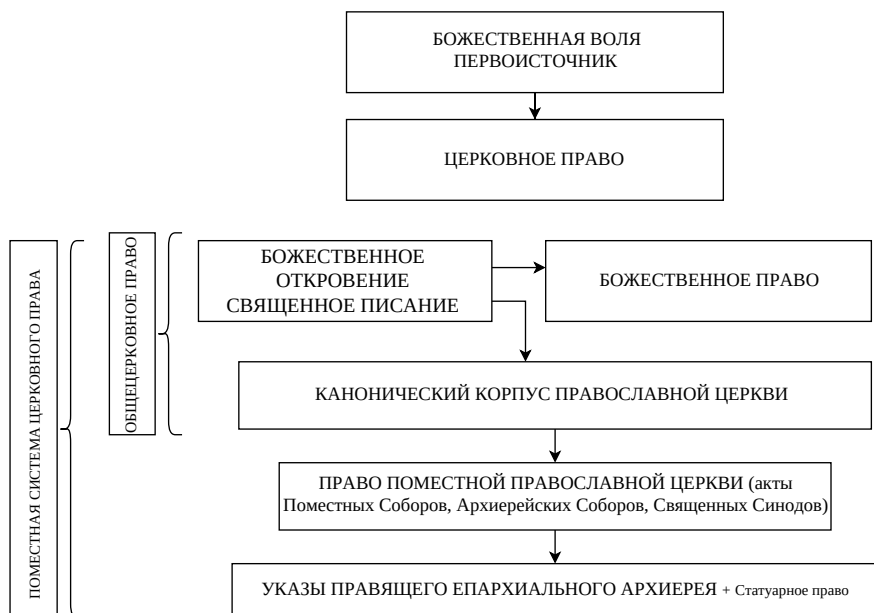 БОЖЕСТВЕННАЯ ВОЛЯ
ПЕРВОИСТОЧНИК
ЦЕРКОВНОЕ ПРАВО
ПОМЕСТНАЯ СИСТЕМА ЦЕРКОВНОГО ПРАВА
ОБЩЕЦЕРКОВНОЕ ПРАВО
БОЖЕСТВЕННОЕ
ОТКРОВЕНИЕ
СВЯЩЕННОЕ ПИСАНИЕ
БОЖЕСТВЕННОЕ ПРАВО
КАНОНИЧЕСКИЙ КОРПУС ПРАВОСЛАВНОЙ ЦЕРКВИ
ПРАВО ПОМЕСТНОЙ ПРАВОСЛАВНОЙ ЦЕРКВИ (акты
Поместных Соборов, Архиерейских Соборов, Священных Синодов)
УКАЗЫ ПРАВЯЩЕГО ЕПАРХИАЛЬНОГО АРХИЕРЕЯ + Статуарное право